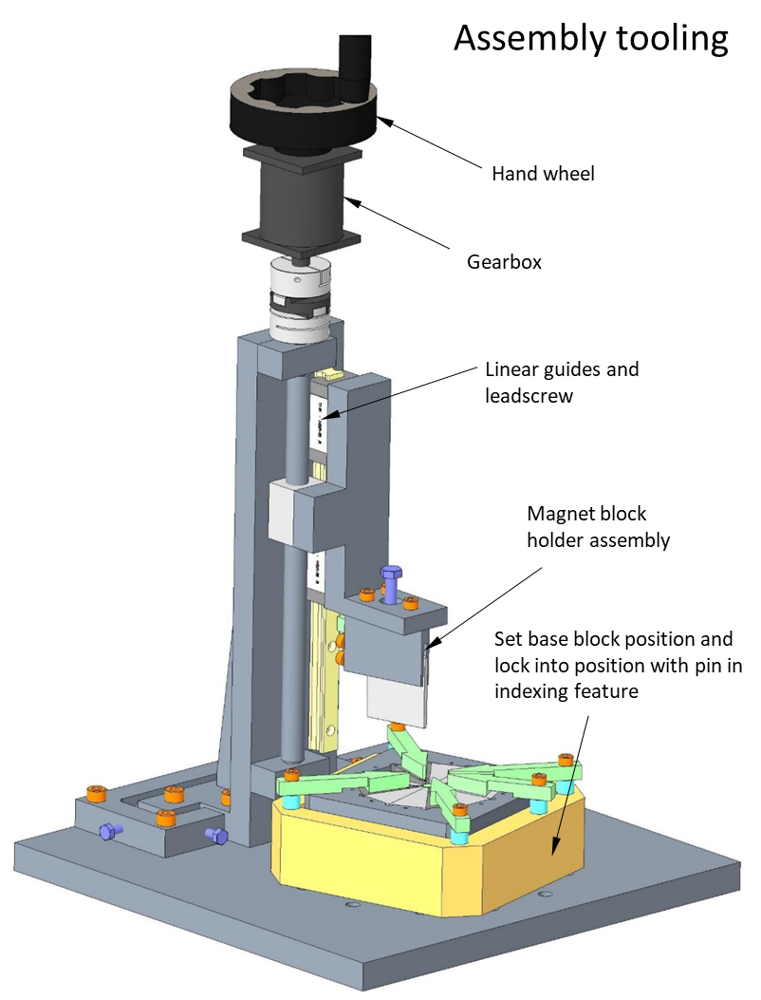 Assembly tooling
Hand wheel
Gearbox
Linear guides and
leadscrew
Magnet block
holder assembly
Set base block position and
lock into position with pin in
indexing feature